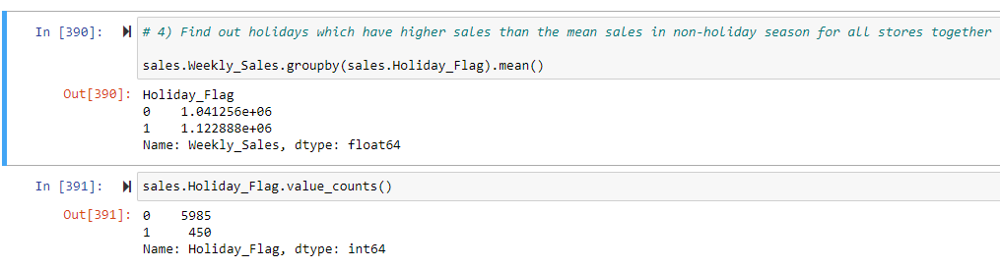 In [390]: # 4) Find out holidays which have higher sales than the mean sales in non-holiday season for all stores together
sales.Weekly_Sales.groupby(sales.Holiday_Flag).mean()
Out[390]: Holiday_Flag
0    1.041256e+06
1    1.122888e+06
Name: Weekly_Sales, dtype: float64
In [391]: sales.Holiday_Flag.value_counts()
Out[391]: 0    5985
1     450
Name: Holiday_Flag, dtype: int64